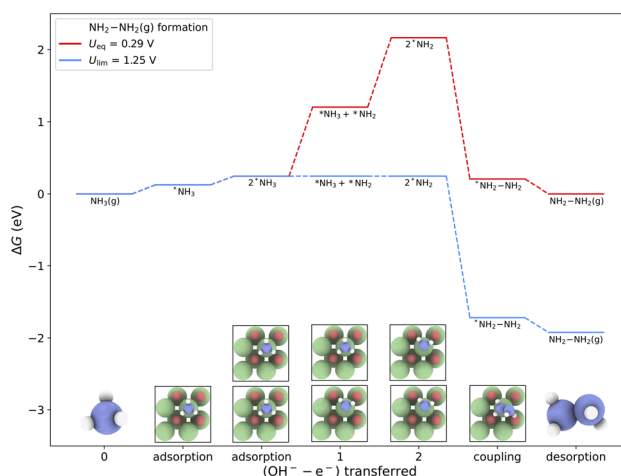 NH₂−NH₂(g) formation
U_eq = 0.29 V
U_lim = 1.25 V
2
1
0
−1
−2
−3
ΔG (eV)
2*NH₂
*NH₃ + *NH₂
NH₃(g)
*NH₃
2*NH₃
*NH₃ + *NH₂
2*NH₂
*NH₂−NH₂
NH₂−NH₂(g)
*NH₂−NH₂
NH₂−NH₂(g)
0 adsorption adsorption 1 2 coupling desorption
(OH⁻ − e⁻) transferred